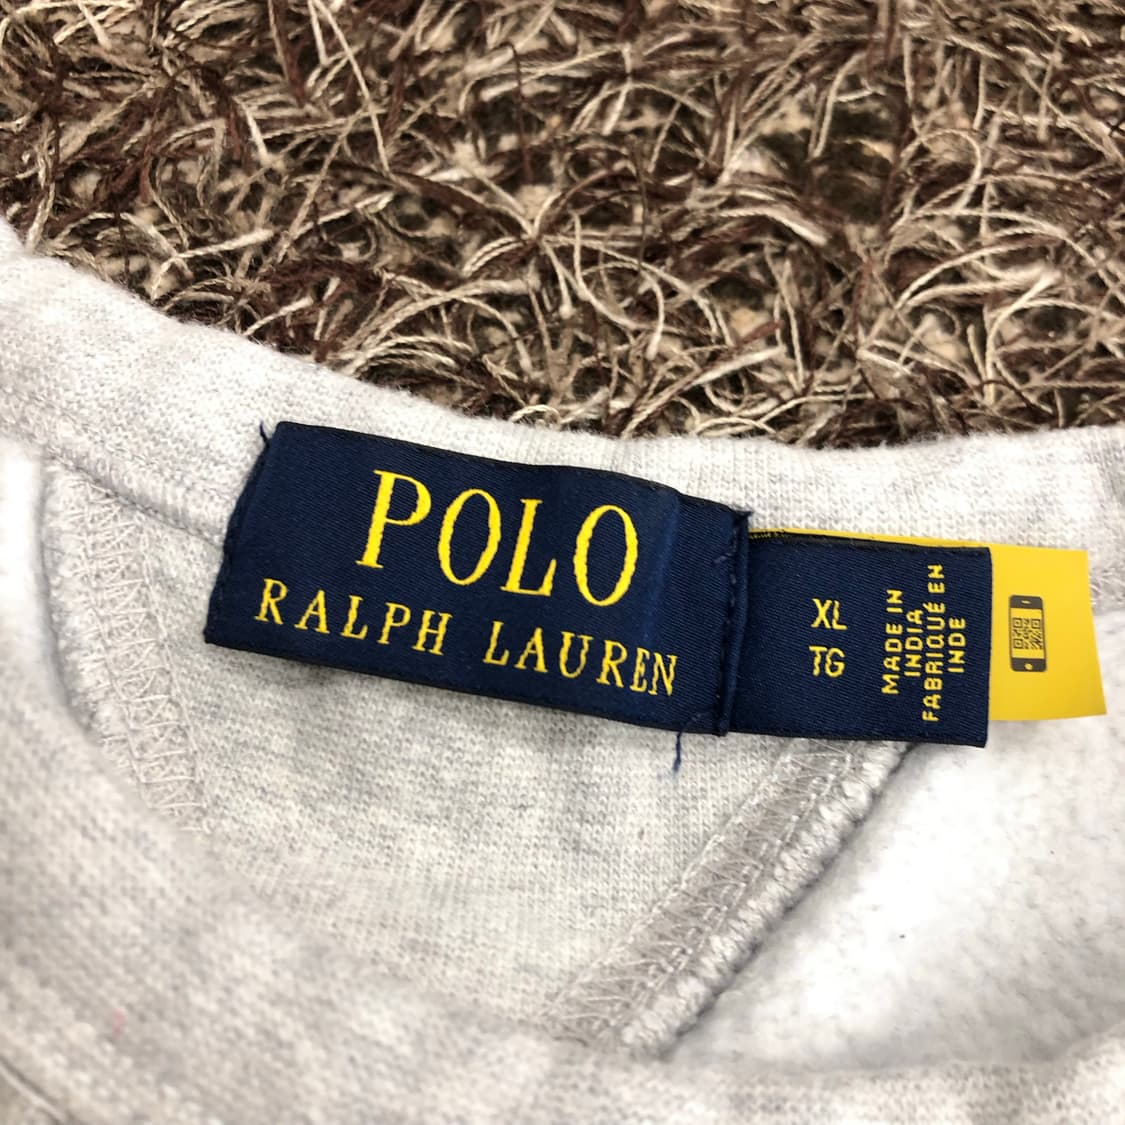 POLO
RALPH LAUREN
XL
TG
MADE IN
INDIA
FABRIQUÉ EN
INDE